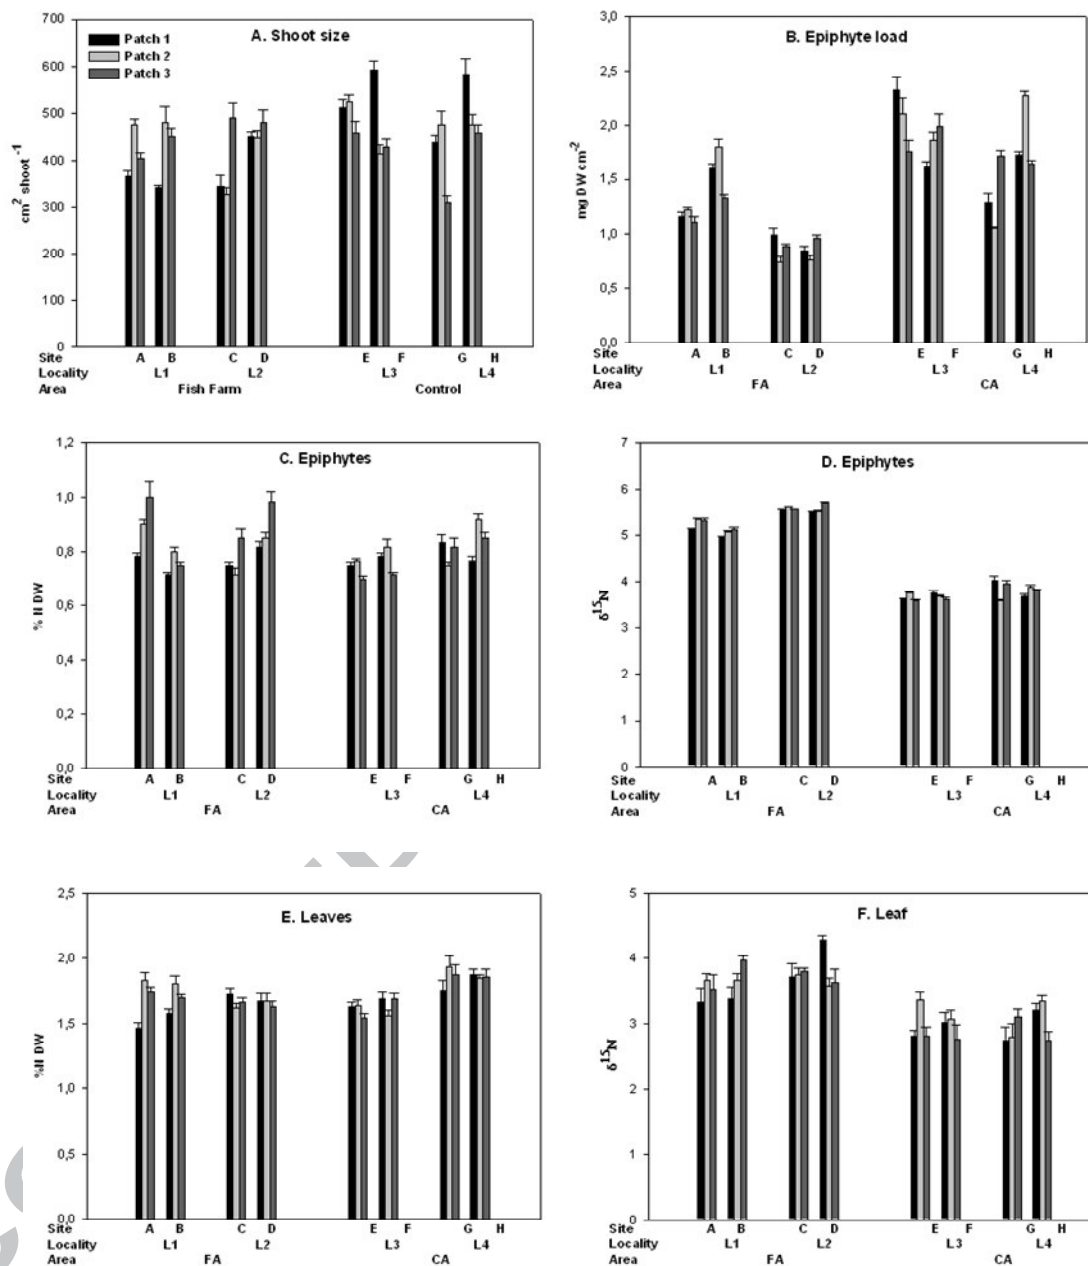 A. Shoot size
Patch 1
Patch 2
Patch 3
700
600
500
400
300
200
100
0
cm² shoot⁻¹
Site A B C D E F G H
Locality L1 L2 L3 L4
Area Fish Farm Control
B. Epiphyte load
3,0
2,5
2,0
1,5
1,0
0,5
0,0
mg DW cm⁻²
Site A B C D E F G H
Locality L1 L2 L3 L4
Area FA CA
C. Epiphytes
1,2
1,0
0,8
0,6
0,4
0,2
0,0
% N DW
Site A B C D E F G H
Locality L1 L2 L3 L4
Area FA CA
D. Epiphytes
7
6
5
4
3
2
1
0
δ¹⁵N
Site A B C D E F G H
Locality L1 L2 L3 L4
Area FA CA
E. Leaves
2,5
2,0
1,5
1,0
0,5
0,0
%N DW
Site A B C D E F G H
Locality L1 L2 L3 L4
Area FA CA
F. Leaf
5
4
3
2
1
0
δ¹⁵N
Site A B C D E F G H
Locality L1 L2 L3 L4
Area FA CA